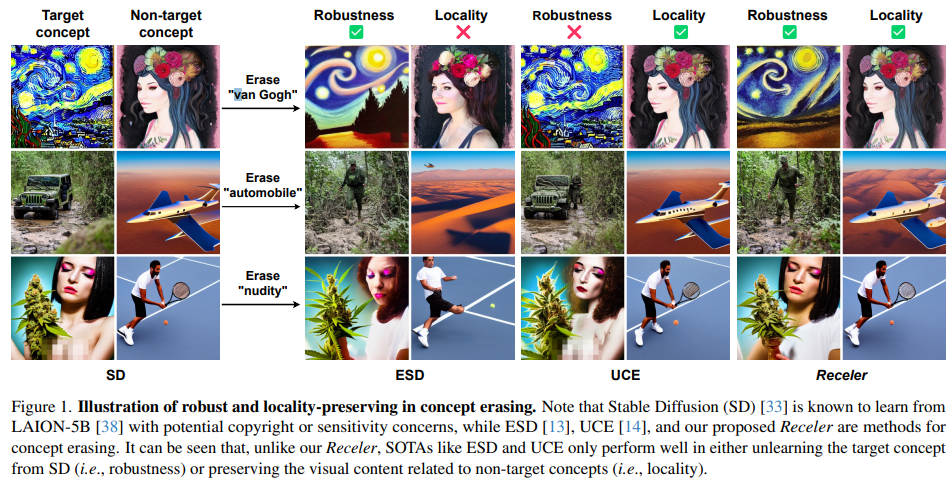 Target concept
Non-target concept
Robustness
Locality
Robustness
Locality
Robustness
Locality
Erase "van Gogh"
Erase "automobile"
Erase "nudity"
SD
ESD
UCE
Receler
Figure 1. Illustration of robust and locality-preserving in concept erasing. Note that Stable Diffusion (SD) [33] is known to learn from
LAION-5B [38] with potential copyright or sensitivity concerns, while ESD [13], UCE [14], and our proposed Receler are methods for
concept erasing. It can be seen that, unlike our Receler, SOTAs like ESD and UCE only perform well in either unlearning the target concept
from SD (i.e., robustness) or preserving the visual content related to non-target concepts (i.e., locality).